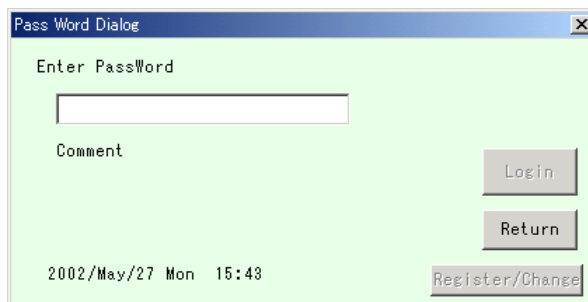 Pass Word Dialog
Enter PassWord
Comment
Login
Return
2002/May/27 Mon 15:43
Register/Change